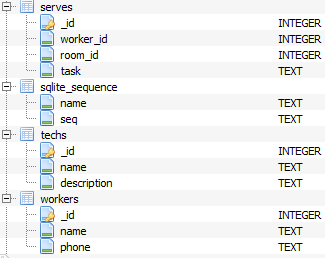 serves
_id INTEGER
worker_id INTEGER
room_id INTEGER
task TEXT
sqlite_sequence
name TEXT
seq TEXT
techs
_id INTEGER
name TEXT
description TEXT
workers
_id INTEGER
name TEXT
phone TEXT